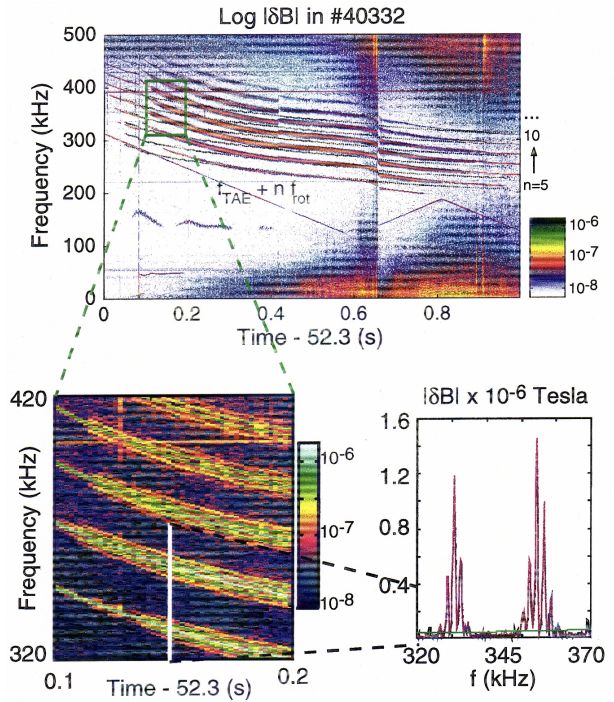 Log |δB| in #40332
Frequency (kHz)
500
400
300
200
100
0
f_TAE + n f_rot
...
10
n=5
10⁻⁶
10⁻⁷
10⁻⁸
0 0.2 0.4 0.6 0.8
Time - 52.3 (s)
420
Frequency (kHz)
320
0.1 0.2
Time - 52.3 (s)
10⁻⁶
10⁻⁷
10⁻⁸
|δB| x 10⁻⁶ Tesla
1.6
1.2
0.8
0.4
320 345 370
f (kHz)